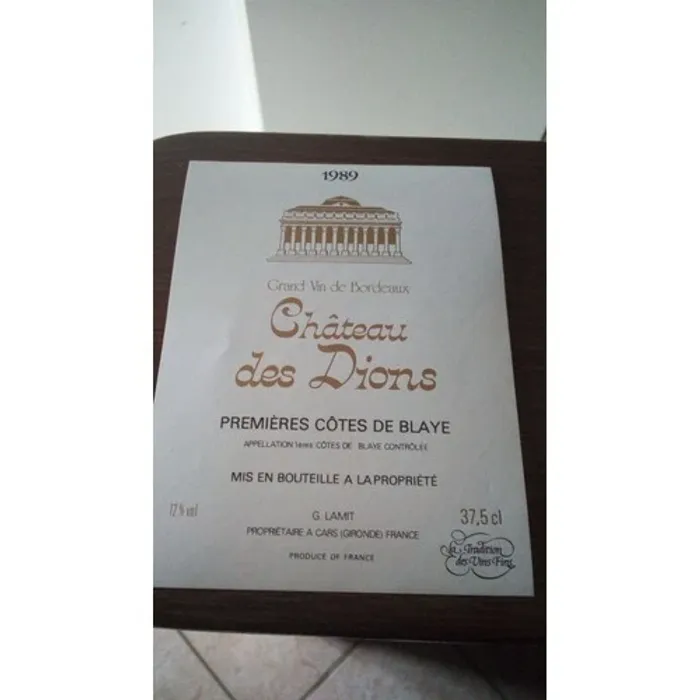 1989
Grand Vin de Bordeaux
Château
des Dions
PREMIÈRES CÔTES DE BLAYE
APPELLATION 1ères CÔTES DE BLAYE CONTRÔLÉE
MIS EN BOUTEILLE A LA PROPRIÉTÉ
12 % vol
G. LAMIT
37,5 cl
PROPRIÉTAIRE A CARS (GIRONDE) FRANCE
PRODUCE OF FRANCE
La Tradition
des Vins Fins